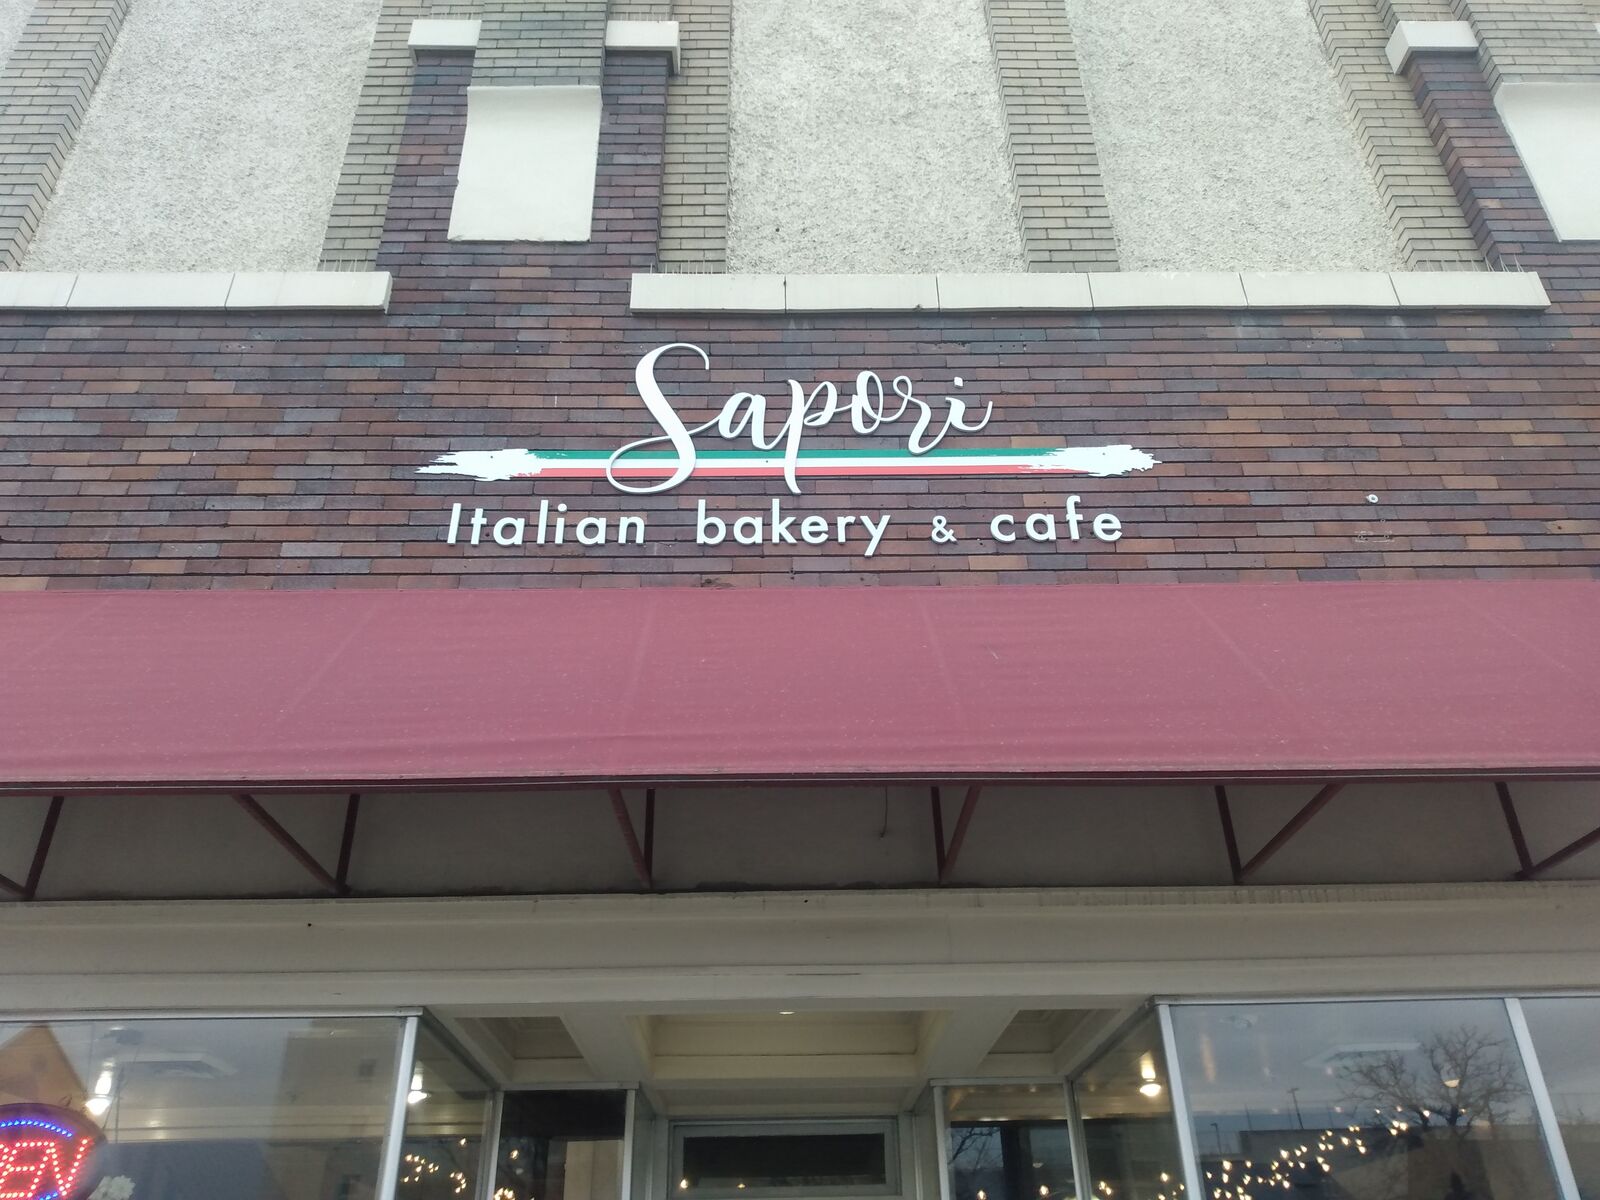 Sapori
Italian bakery & cafe